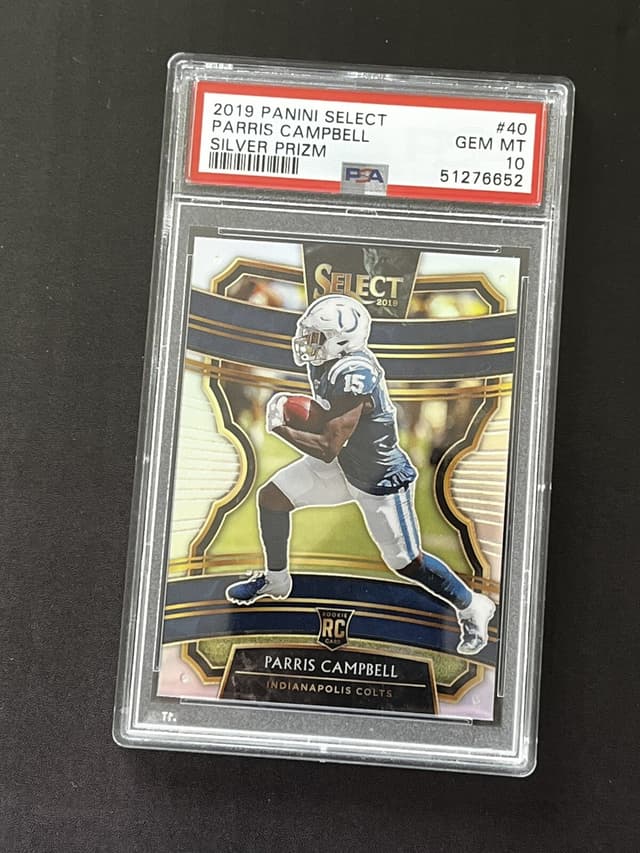 2019 PANINI SELECT #40
PARRIS CAMPBELL GEM MT
SILVER PRIZM 10
PSA 51276652
SELECT
2019
15
ROOKIE
RC
CARD
PARRIS CAMPBELL
INDIANAPOLIS COLTS